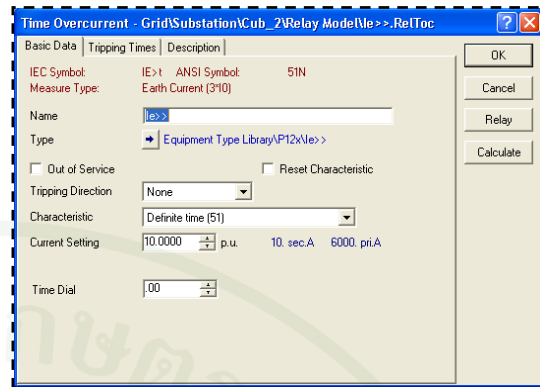 Time Overcurrent - Grid\Substation\Cub_2\Relay Model\Ie>>.RelToc
Basic Data Tripping Times Description
OK
Cancel
Relay
Calculate
IEC Symbol: IE>t ANSI Symbol: 51N
Measure Type: Earth Current (3*I0)
Name Ie>>
Type Equipment Type Library\P12x\Ie>>
Out of Service Reset Characteristic
Tripping Direction None
Characteristic Definite time (51)
Current Setting 10.0000 p.u. 10. sec.A 6000. pri.A
Time Dial .00